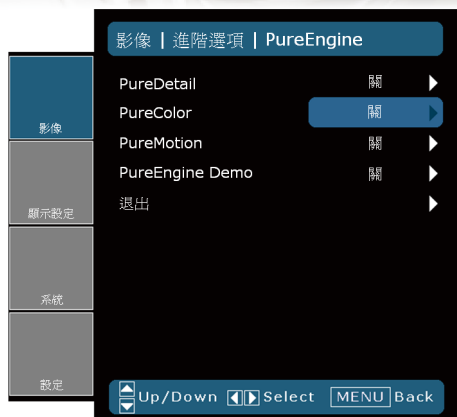 影像 | 進階選項 | PureEngine
影像
顯示設定
系統
設定
PureDetail 關
PureColor 關
PureMotion 關
PureEngine Demo 關
退出
Up/Down Select MENU Back